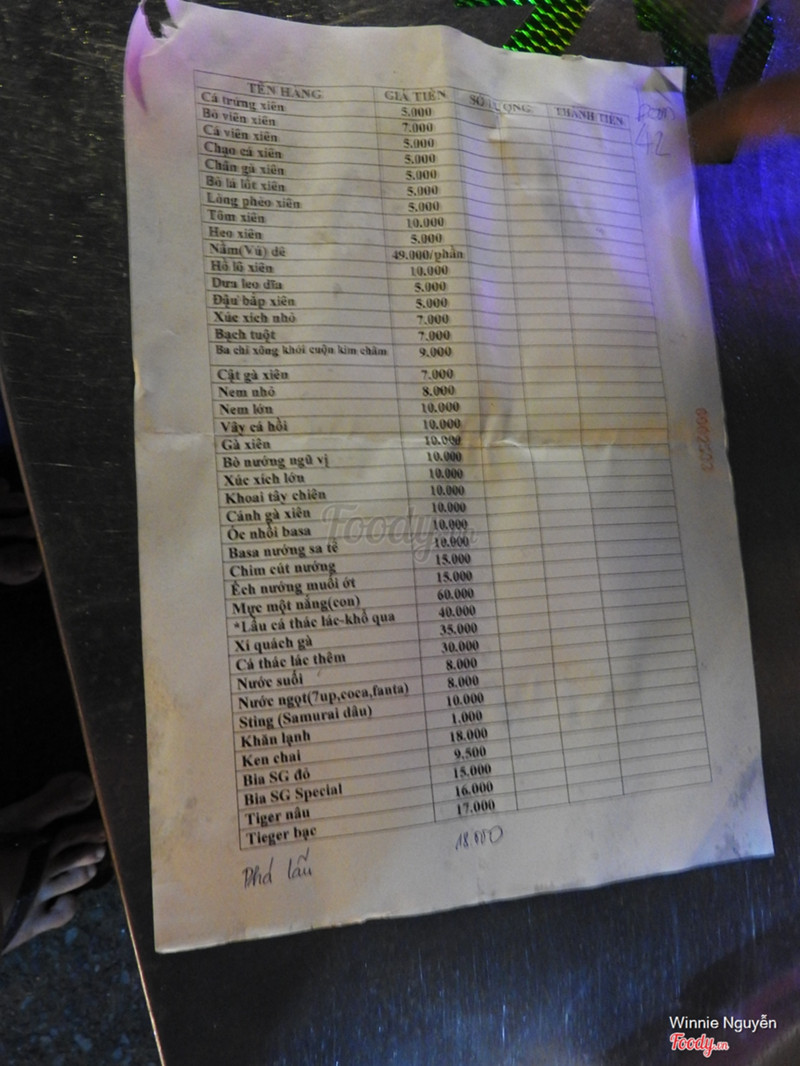 TÊN HÀNG GIÁ TIỀN SỐ LƯỢNG THÀNH TIỀN
Cá trứng xiên 5.000
42
Bò viên xiên 7.000
Cá viên xiên 5.000
Chạo cá xiên 5.000
Chân gà xiên 5.000
Bò lá lốt xiên 5.000
Lòng phèo xiên 5.000
Tôm xiên 10.000
Heo xiên 5.000
Nầm(Vú) dê 49.000/phần
Hồ lô xiên 10.000
Dưa leo dĩa 5.000
Đậu bắp xiên 5.000
Xúc xích nhỏ 7.000
Bạch tuột 7.000
Ba chỉ xông khói cuộn kim châm 9.000
Cật gà xiên 7.000
Nem nhỏ 8.000
Nem lớn 10.000
Vây cá hồi 10.000
Gà xiên 10.000
Bò nướng ngũ vị 10.000
Xúc xích lớn 10.000
Khoai tây chiên 10.000
Cánh gà xiên 10.000
Ốc nhồi basa 10.000
Basa nướng sa tế 10.000
Chim cút nướng 15.000
Ếch nướng muối ớt 15.000
Mực một nắng(con) 60.000
*Lẩu cá thác lác-khổ qua 40.000
Xí quách gà 35.000
Cá thác lác thêm 30.000
Nước suối 8.000
Nước ngọt(7up,coca,fanta) 8.000
Sting (Samurai dâu) 10.000
Khăn lạnh 1.000
Ken chai 18.000
Bia SG đỏ 9.500
Bia SG Special 15.000
Tiger nâu 16.000
Tieger bạc 17.000
Phá lấu 18.000
Foody.vn
Winnie Nguyễn
Foody.vn